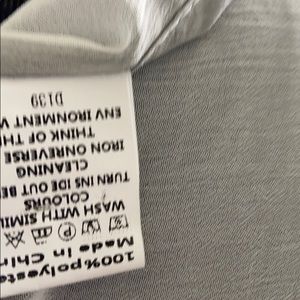 100%polyeste
Made In Chin
WASH WITH SIMI
COLOURS
TURN INS IDE OUT BE
CLEANING
IRON ONREVERSE
THINK OF TH
ENV IRONMENT W
D139